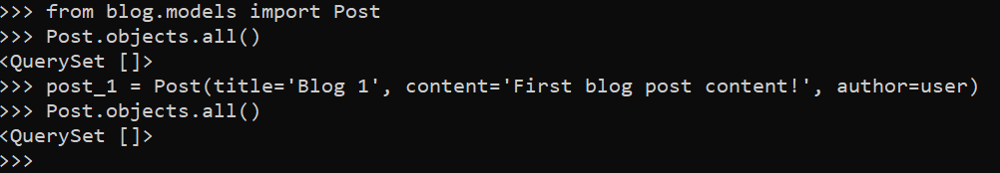 >>> from blog.models import Post
>>> Post.objects.all()
<QuerySet []>
>>> post_1 = Post(title='Blog 1', content='First blog post content!', author=user)
>>> Post.objects.all()
<QuerySet []>
>>>